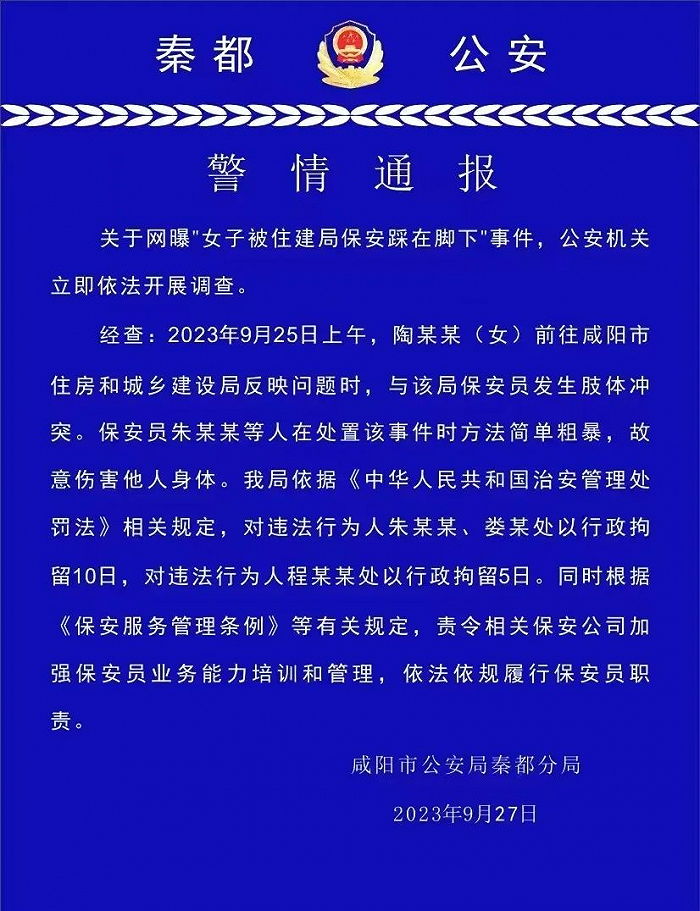 秦都 公安
警情通报
关于网曝"女子被住建局保安踩在脚下"事件，公安机关
立即依法开展调查。
经查：2023年9月25日上午，陶某某（女）前往咸阳市
住房和城乡建设局反映问题时，与该局保安员发生肢体冲
突。保安员朱某某等人在处置该事件时方法简单粗暴，故
意伤害他人身体。我局依据《中华人民共和国治安管理处
罚法》相关规定，对违法行为人朱某某、娄某处以行政拘
留10日，对违法行为人程某某处以行政拘留5日。同时根据
《保安服务管理条例》等有关规定，责令相关保安公司加
强保安员业务能力培训和管理，依法依规履行保安员职
责。
咸阳市公安局秦都分局
2023年9月27日